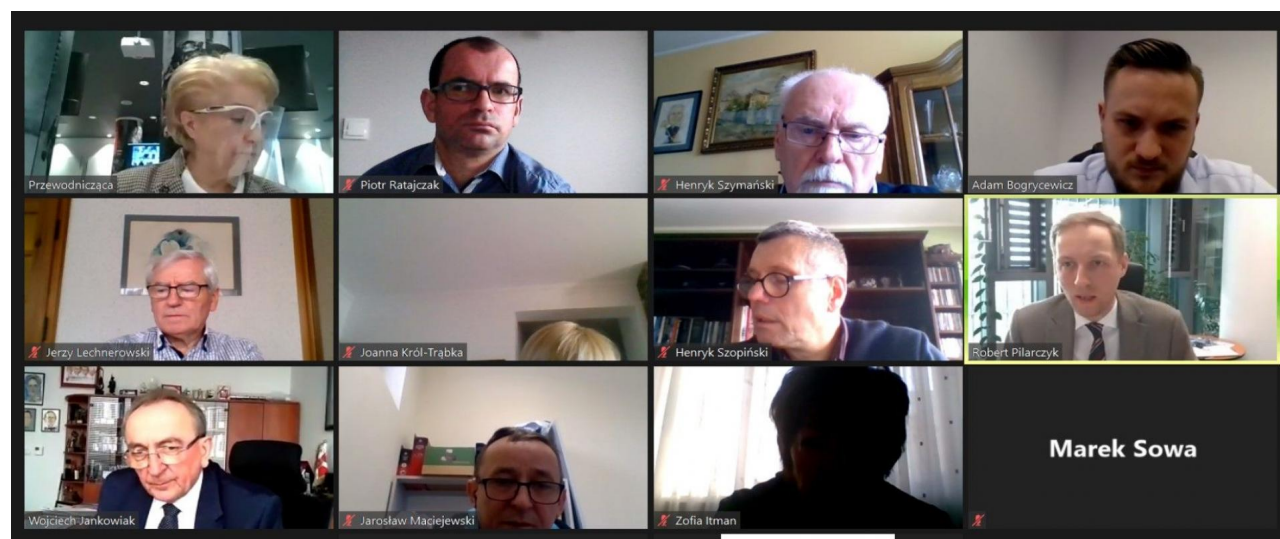 Przewodnicząca
Piotr Ratajczak
Henryk Szymański
Adam Bogrycewicz
Jerzy Lechnerowski
Joanna Król-Trąbka
Henryk Szopiński
Robert Pilarczyk
Wojciech Jankowiak
Jarosław Maciejewski
Zofia Itman
Marek Sowa